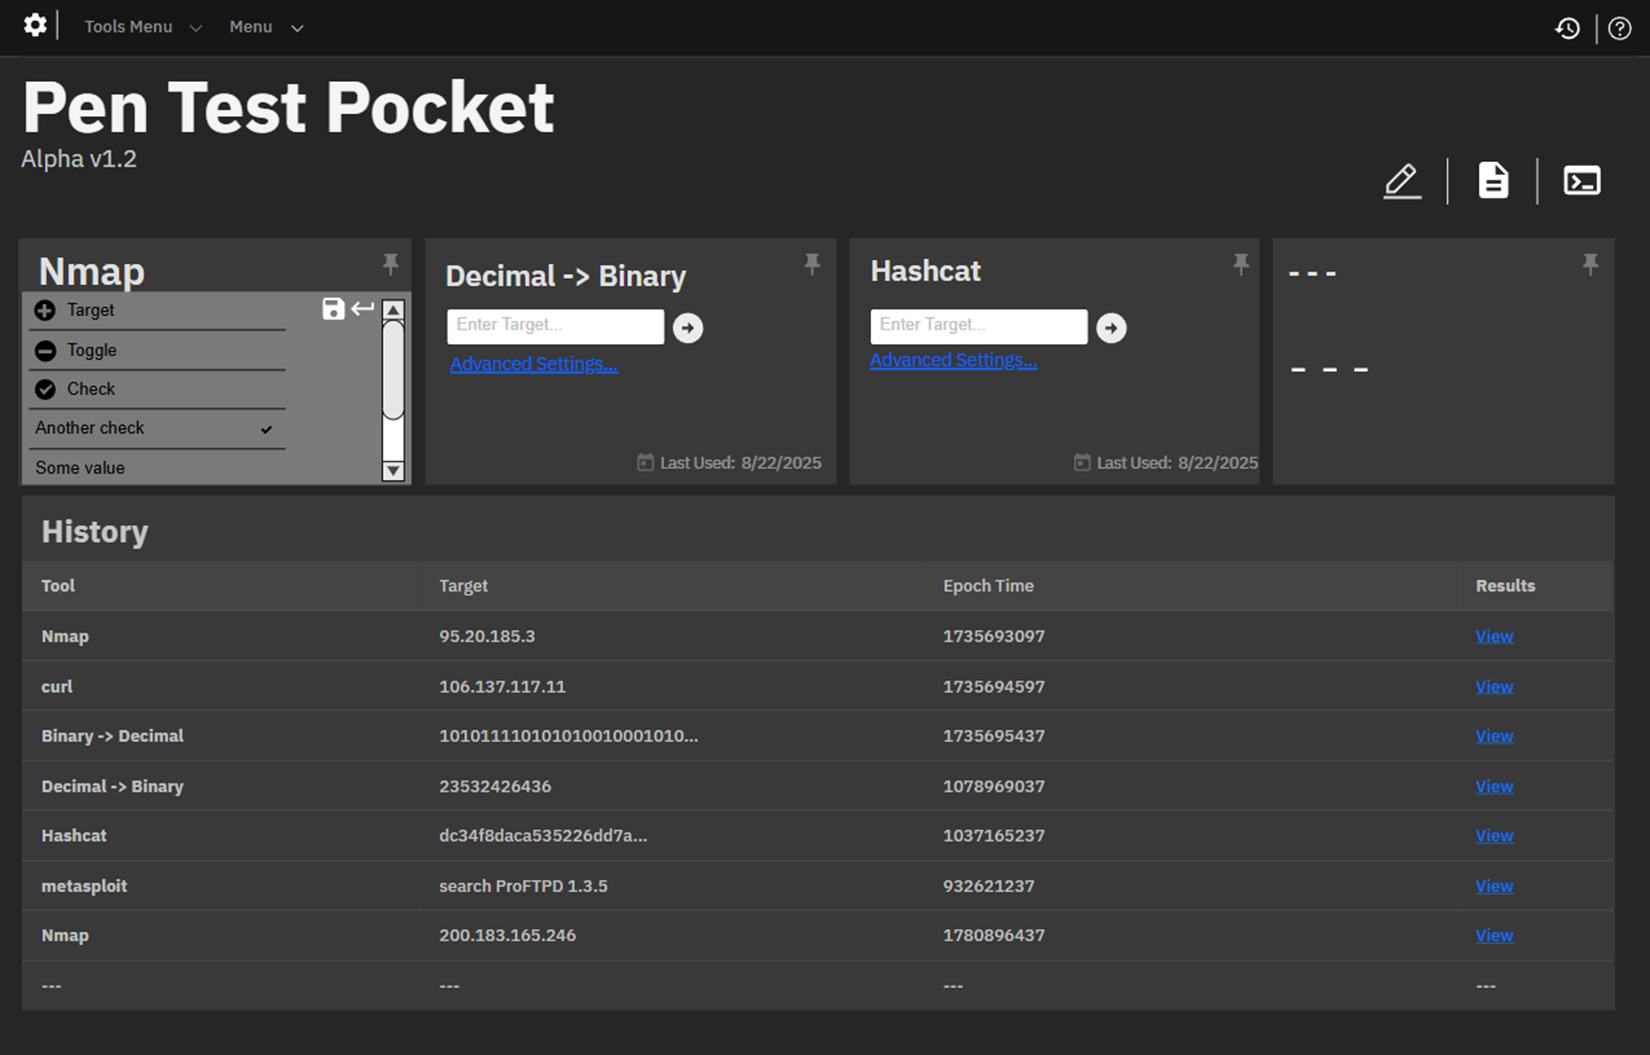 Tools Menu Menu
Pen Test Pocket
Alpha v1.2
Nmap
Target
Toggle
Check
Another check
Some value
Decimal -> Binary
Enter Target...
Advanced Settings...
Last Used: 8/22/2025
Hashcat
Enter Target...
Advanced Settings...
Last Used: 8/22/2025
---
---
History
Tool Target Epoch Time Results
Nmap 95.20.185.3 1735693097 View
curl 106.137.117.11 1735694597 View
Binary -> Decimal 101011110101010010001010... 1735695437 View
Decimal -> Binary 23532426436 1078969037 View
Hashcat dc34f8daca535226dd7a... 1037165237 View
metasploit search ProFTPD 1.3.5 932621237 View
Nmap 200.183.165.246 1780896437 View
--- --- --- ---